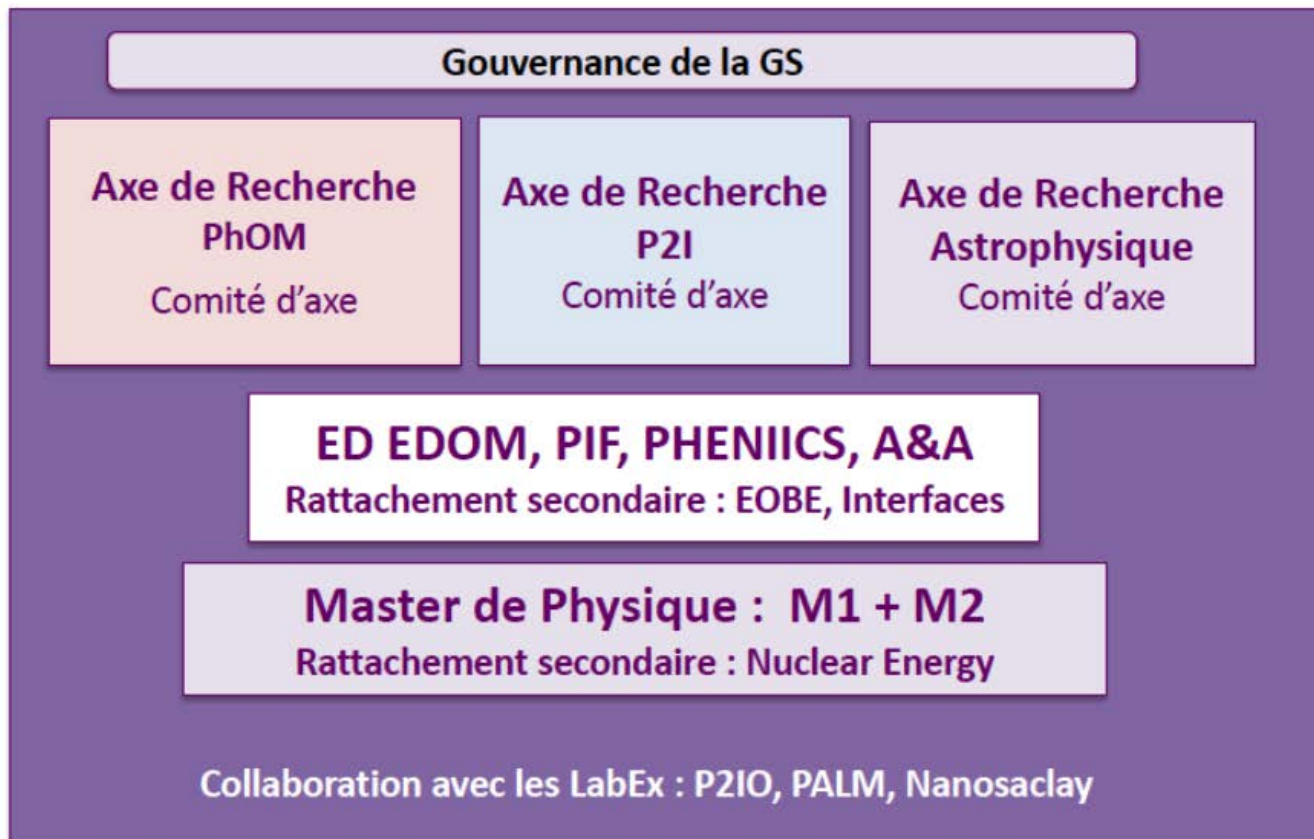 Gouvernance de la GS
Axe de Recherche
PhOM
Comité d'axe
Axe de Recherche
P2I
Comité d'axe
Axe de Recherche
Astrophysique
Comité d'axe
ED EDOM, PIF, PHENIICS, A&A
Rattachement secondaire : EOBE, Interfaces
Master de Physique : M1 + M2
Rattachement secondaire : Nuclear Energy
Collaboration avec les LabEx : P2IO, PALM, Nanosaclay